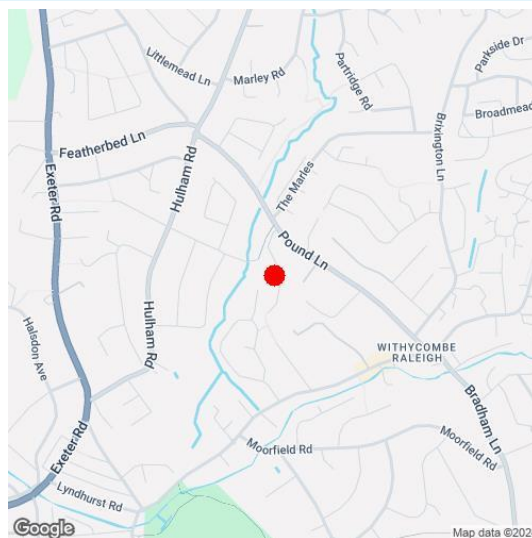 Parkside Dr
Littlemead Ln
Marley Rd
Partridge Rd
Broadmead
Brixington Ln
Featherbed Ln
Exeter Rd
Hulham Rd
The Marles
Pound Ln
Hulham Rd
Halsdon Ave
WITHYCOMBE
RALEIGH
Bradham Ln
Exeter Rd
Moorfield Rd
Moorfield Rd
Lyndhurst Rd
Google
Map data ©202